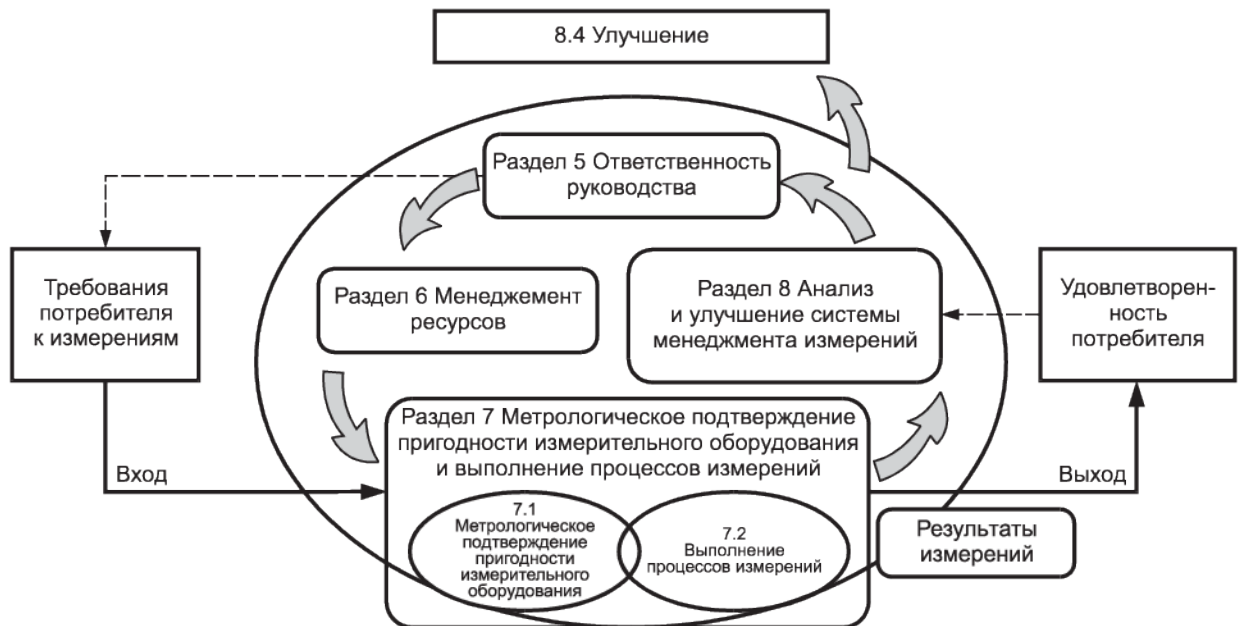 8.4 Улучшение
Раздел 5 Ответственность
руководства
Требования
потребителя
к измерениям
Раздел 6 Менеджемент
ресурсов
Раздел 8 Анализ
и улучшение системы
менеджмента измерений
Удовлетворен-
ность
потребителя
Раздел 7 Метрологическое подтверждение
пригодности измерительного оборудования
и выполнение процессов измерений
Вход
Выход
7.1
Метрологическое
подтверждение
пригодности
измерительного
оборудования
7.2
Выполнение
процессов измерений
Результаты
измерений